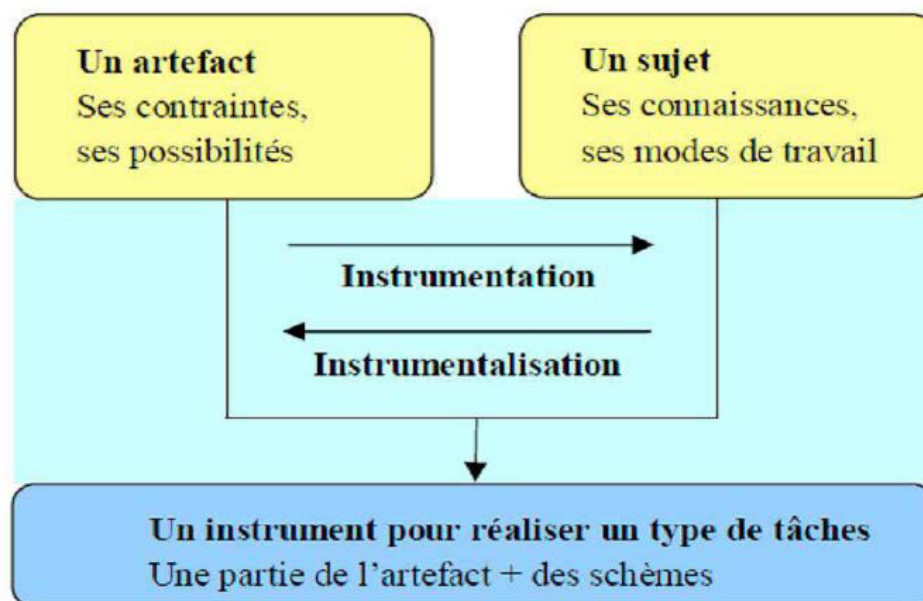 Un artefact
Ses contraintes,
ses possibilités
Un sujet
Ses connaissances,
ses modes de travail
Instrumentation
Instrumentalisation
Un instrument pour réaliser un type de tâches
Une partie de l'artefact + des schèmes